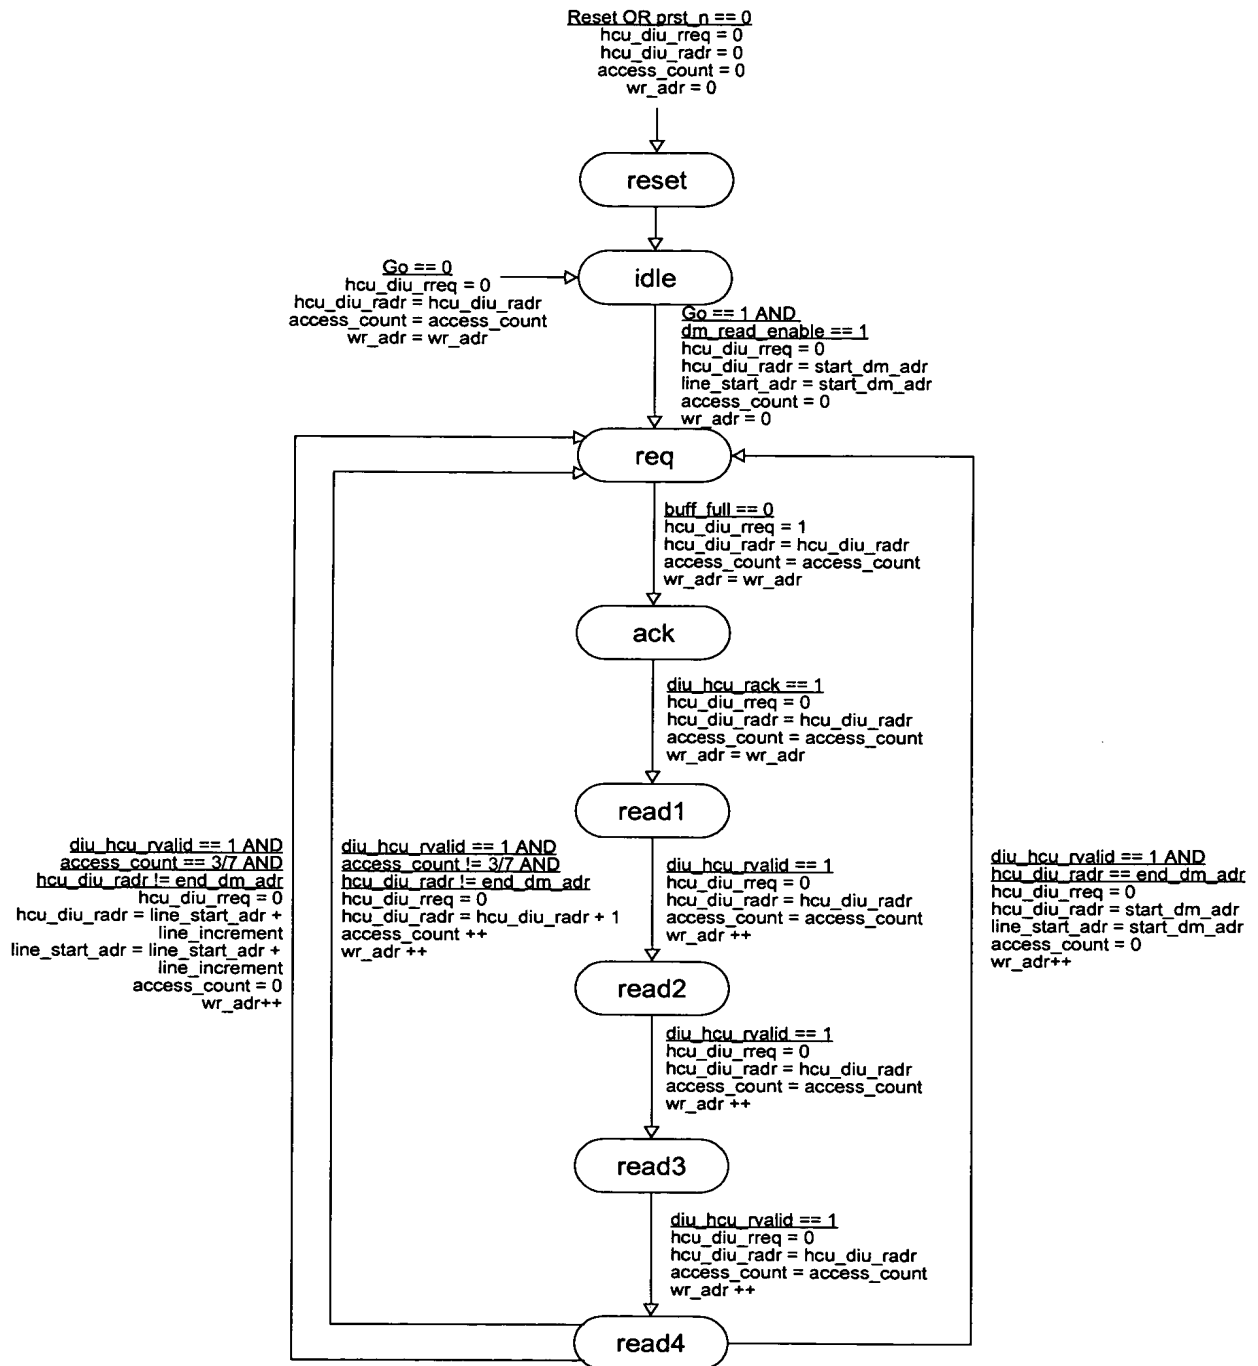 Reset OR prst_n == 0
hcu_diu_rreq = 0
hcu_diu_radr = 0
access_count = 0
wr_adr = 0
reset
idle
Go == 0
hcu_diu_rreq = 0
hcu_diu_radr = hcu_diu_radr
access_count = access_count
wr_adr = wr_adr
Go == 1 AND
dm_read_enable == 1
hcu_diu_rreq = 0
hcu_diu_radr = start_dm_adr
line_start_adr = start_dm_adr
access_count = 0
wr_adr = 0
req
buff_full == 0
hcu_diu_rreq = 1
hcu_diu_radr = hcu_diu_radr
access_count = access_count
wr_adr = wr_adr
ack
diu_hcu_rack == 1
hcu_diu_rreq = 0
hcu_diu_radr = hcu_diu_radr
access_count = access_count
wr_adr = wr_adr
read1
diu_hcu_rvalid == 1 AND
access_count == 3/7 AND
hcu_diu_radr != end_dm_adr
hcu_diu_rreq = 0
hcu_diu_radr = line_start_adr +
line_increment
line_start_adr = line_start_adr +
line_increment
access_count = 0
wr_adr++
diu_hcu_rvalid == 1 AND
access_count != 3/7 AND
hcu_diu_radr != end_dm_adr
hcu_diu_rreq = 0
hcu_diu_radr = hcu_diu_radr + 1
access_count ++
wr_adr ++
diu_hcu_rvalid == 1
hcu_diu_rreq = 0
hcu_diu_radr = hcu_diu_radr
access_count = access_count
wr_adr ++
diu_hcu_rvalid == 1 AND
hcu_diu_radr == end_dm_adr
hcu_diu_rreq = 0
hcu_diu_radr = start_dm_adr
line_start_adr = start_dm_adr
access_count = 0
wr_adr++
read2
diu_hcu_rvalid == 1
hcu_diu_rreq = 0
hcu_diu_radr = hcu_diu_radr
access_count = access_count
wr_adr ++
read3
diu_hcu_rvalid == 1
hcu_diu_rreq = 0
hcu_diu_radr = hcu_diu_radr
access_count = access_count
wr_adr ++
read4